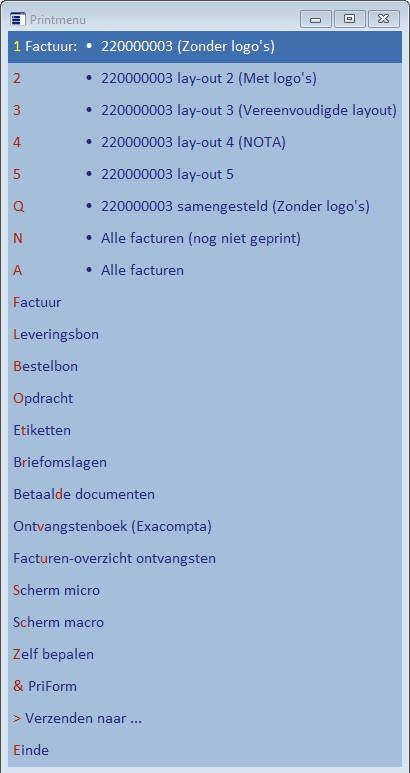 Printmenu
1 Factuur: • 220000003 (Zonder logo's)
2 • 220000003 lay-out 2 (Met logo's)
3 • 220000003 lay-out 3 (Vereenvoudigde layout)
4 • 220000003 lay-out 4 (NOTA)
5 • 220000003 lay-out 5
Q • 220000003 samengesteld (Zonder logo's)
N • Alle facturen (nog niet geprint)
A • Alle facturen
Factuur
Leveringsbon
Bestelbon
Opdracht
Etiketten
Briefomslagen
Betaalde documenten
Ontvangstenboek (Exacompta)
Facturen-overzicht ontvangsten
Scherm micro
Scherm macro
Zelf bepalen
& PriForm
> Verzenden naar ...
Einde